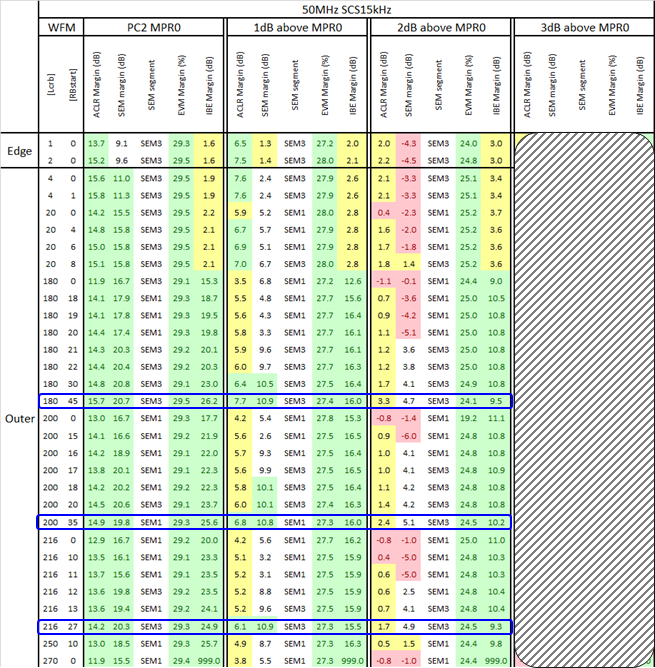 50MHz SCS15kHz
WFM PC2 MPR0 1dB above MPR0 2dB above MPR0 3dB above MPR0
[Lcrb] [RBstart] ACLR Margin (dB) SEM margin (dB) SEM segment EVM Margin (%) IBE Margin (dB) ACLR Margin (dB) SEM margin (dB) SEM segment EVM Margin (%) IBE Margin (dB) ACLR Margin (dB) SEM margin (dB) SEM segment EVM Margin (%) IBE Margin (dB) ACLR Margin (dB) SEM margin (dB) SEM segment EVM Margin (%) IBE Margin (dB)
Edge
1 0 13.7 9.1 SEM3 29.3 1.6 6.5 1.3 SEM3 27.2 2.0 2.0 -4.3 SEM3 24.0 3.0
2 0 15.2 9.6 SEM3 29.5 1.6 7.5 1.4 SEM3 28.0 2.1 2.2 -4.5 SEM3 24.8 3.0
Outer
4 0 15.6 11.0 SEM3 29.5 1.9 7.6 2.4 SEM3 27.9 2.6 2.1 -3.3 SEM3 25.1 3.4
4 1 15.8 11.3 SEM3 29.5 1.9 7.6 2.4 SEM3 27.9 2.6 2.1 -3.3 SEM3 25.1 3.4
20 0 14.2 15.5 SEM3 29.5 2.2 5.9 5.2 SEM1 28.0 2.8 0.4 -2.3 SEM1 25.2 3.7
20 4 14.8 15.8 SEM3 29.5 2.1 6.7 5.7 SEM1 27.9 2.8 1.6 -2.0 SEM1 25.2 3.6
20 6 15.0 15.8 SEM3 29.5 2.1 6.9 5.1 SEM3 27.9 2.8 1.7 -1.8 SEM1 25.2 3.6
20 8 15.1 15.8 SEM3 29.5 2.1 7.0 6.7 SEM3 28.0 2.8 1.8 1.4 SEM1 25.2 3.6
180 0 11.9 16.7 SEM1 29.1 15.3 3.5 6.8 SEM1 27.2 12.6 -1.1 -0.1 SEM1 24.4 9.0
180 18 14.1 17.9 SEM1 29.3 18.7 5.5 4.8 SEM1 27.6 15.7 0.7 -3.6 SEM1 25.0 10.5
180 19 14.1 17.8 SEM1 29.3 19.5 5.6 4.3 SEM1 27.7 16.4 0.9 -4.2 SEM1 25.0 10.8
180 20 14.4 17.4 SEM1 29.3 19.8 5.8 3.3 SEM1 27.7 16.1 1.1 -5.1 SEM1 25.0 10.8
180 21 14.3 20.3 SEM3 29.2 20.1 5.9 9.6 SEM3 27.7 16.1 1.2 3.6 SEM3 25.0 10.8
180 22 14.4 20.4 SEM3 29.2 20.3 6.0 9.7 SEM3 27.7 16.3 1.2 3.8 SEM3 25.0 10.8
180 30 14.8 20.8 SEM3 29.1 23.0 6.4 10.5 SEM3 27.7 16.4 1.7 4.1 SEM3 24.9 10.8
180 45 15.7 20.7 SEM3 29.5 26.2 7.7 10.9 SEM3 27.4 16.0 3.3 4.7 SEM3 24.1 9.5
200 0 13.0 16.7 SEM1 29.3 17.7 4.2 5.4 SEM1 27.8 15.3 -0.8 -1.4 SEM1 19.2 11.1
200 15 14.1 16.6 SEM1 29.2 21.9 5.6 2.6 SEM1 27.5 16.5 0.9 -6.0 SEM1 24.8 10.8
200 16 14.2 18.9 SEM1 29.2 22.0 5.7 9.3 SEM1 27.5 16.4 1.0 4.1 SEM3 24.8 10.8
200 17 13.8 20.1 SEM3 29.1 22.3 5.6 9.9 SEM3 27.5 16.5 1.0 4.1 SEM3 24.8 10.9
200 18 14.2 20.2 SEM3 29.2 22.5 5.8 10.1 SEM3 27.5 16.4 1.1 4.2 SEM3 24.8 10.8
200 20 14.5 20.6 SEM3 29.2 23.7 6.0 10.1 SEM3 27.4 16.3 1.4 4.2 SEM3 24.8 10.8
200 35 14.9 19.8 SEM1 29.3 25.6 6.8 10.8 SEM1 27.3 16.0 2.4 5.1 SEM3 24.5 10.2
216 0 12.9 16.7 SEM1 29.2 20.0 4.2 5.6 SEM1 27.7 16.2 -0.8 -1.0 SEM1 25.0 11.0
216 10 13.5 16.1 SEM1 29.1 23.5 5.1 3.2 SEM1 27.5 15.9 0.4 -5.0 SEM1 24.8 10.3
216 11 13.7 15.6 SEM1 29.1 23.5 5.2 3.1 SEM1 27.5 15.9 0.6 -5.0 SEM1 24.8 10.3
216 12 13.6 19.8 SEM3 29.2 23.5 5.2 8.8 SEM3 27.5 15.9 0.6 2.5 SEM1 24.8 10.4
216 13 13.6 19.4 SEM1 29.2 24.1 5.2 9.6 SEM3 27.5 15.9 0.7 4.1 SEM3 24.8 10.4
216 27 14.2 20.3 SEM3 29.3 24.9 6.1 10.9 SEM3 27.3 15.5 1.7 4.9 SEM3 24.5 9.3
250 10 13.0 18.5 SEM1 29.3 25.7 4.9 8.7 SEM1 27.3 16.3 0.5 1.5 SEM1 24.4 9.8
270 0 11.9 15.5 SEM1 29.4 999.0 3.8 5.5 SEM1 27.3 999.0 -0.8 -1.0 SEM1 24.4 999.0